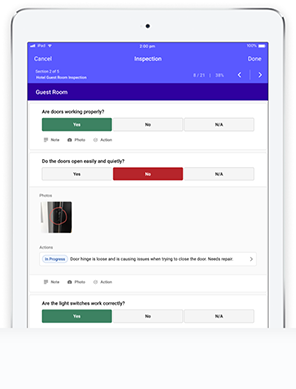 iPad 2:00 pm 100%
Cancel Inspection Done
Section 2 of 5
Hotel Guest Room Inspection
8 / 21 | 38%
Guest Room
Are doors working properly?
Yes No N/A
Note Photo Action
Do the doors open easily and quietly?
Yes No N/A
Photos
Actions
In Progress Door hinge is loose and is causing issues when trying to close the door. Needs repair.
Note Photo Action
Are the light switches work correctly?
Yes No N/A